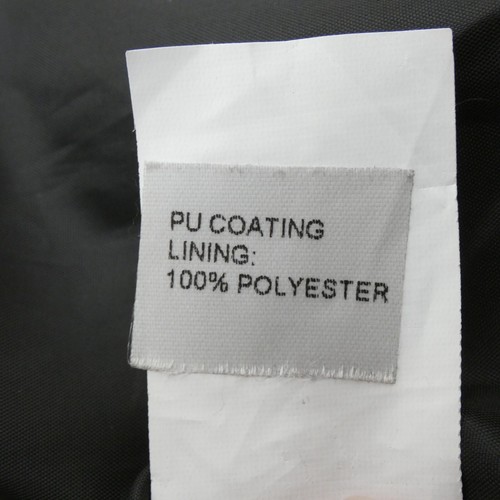 PU COATING
LINING:
100% POLYESTER